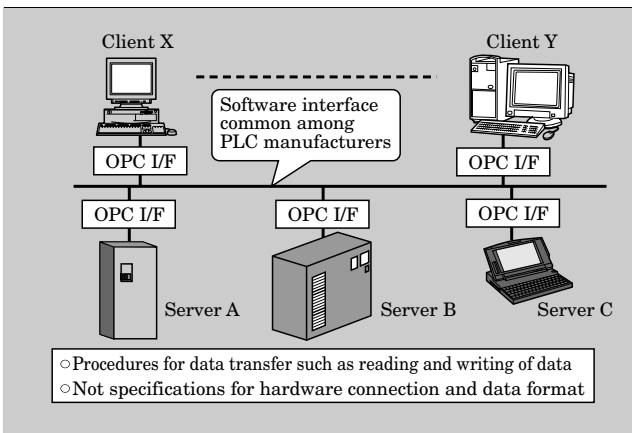 Client X
Client Y
Software interface
common among
PLC manufacturers
OPC I/F
OPC I/F
OPC I/F
OPC I/F
OPC I/F
Server A
Server B
Server C
○Procedures for data transfer such as reading and writing of data
○Not specifications for hardware connection and data format